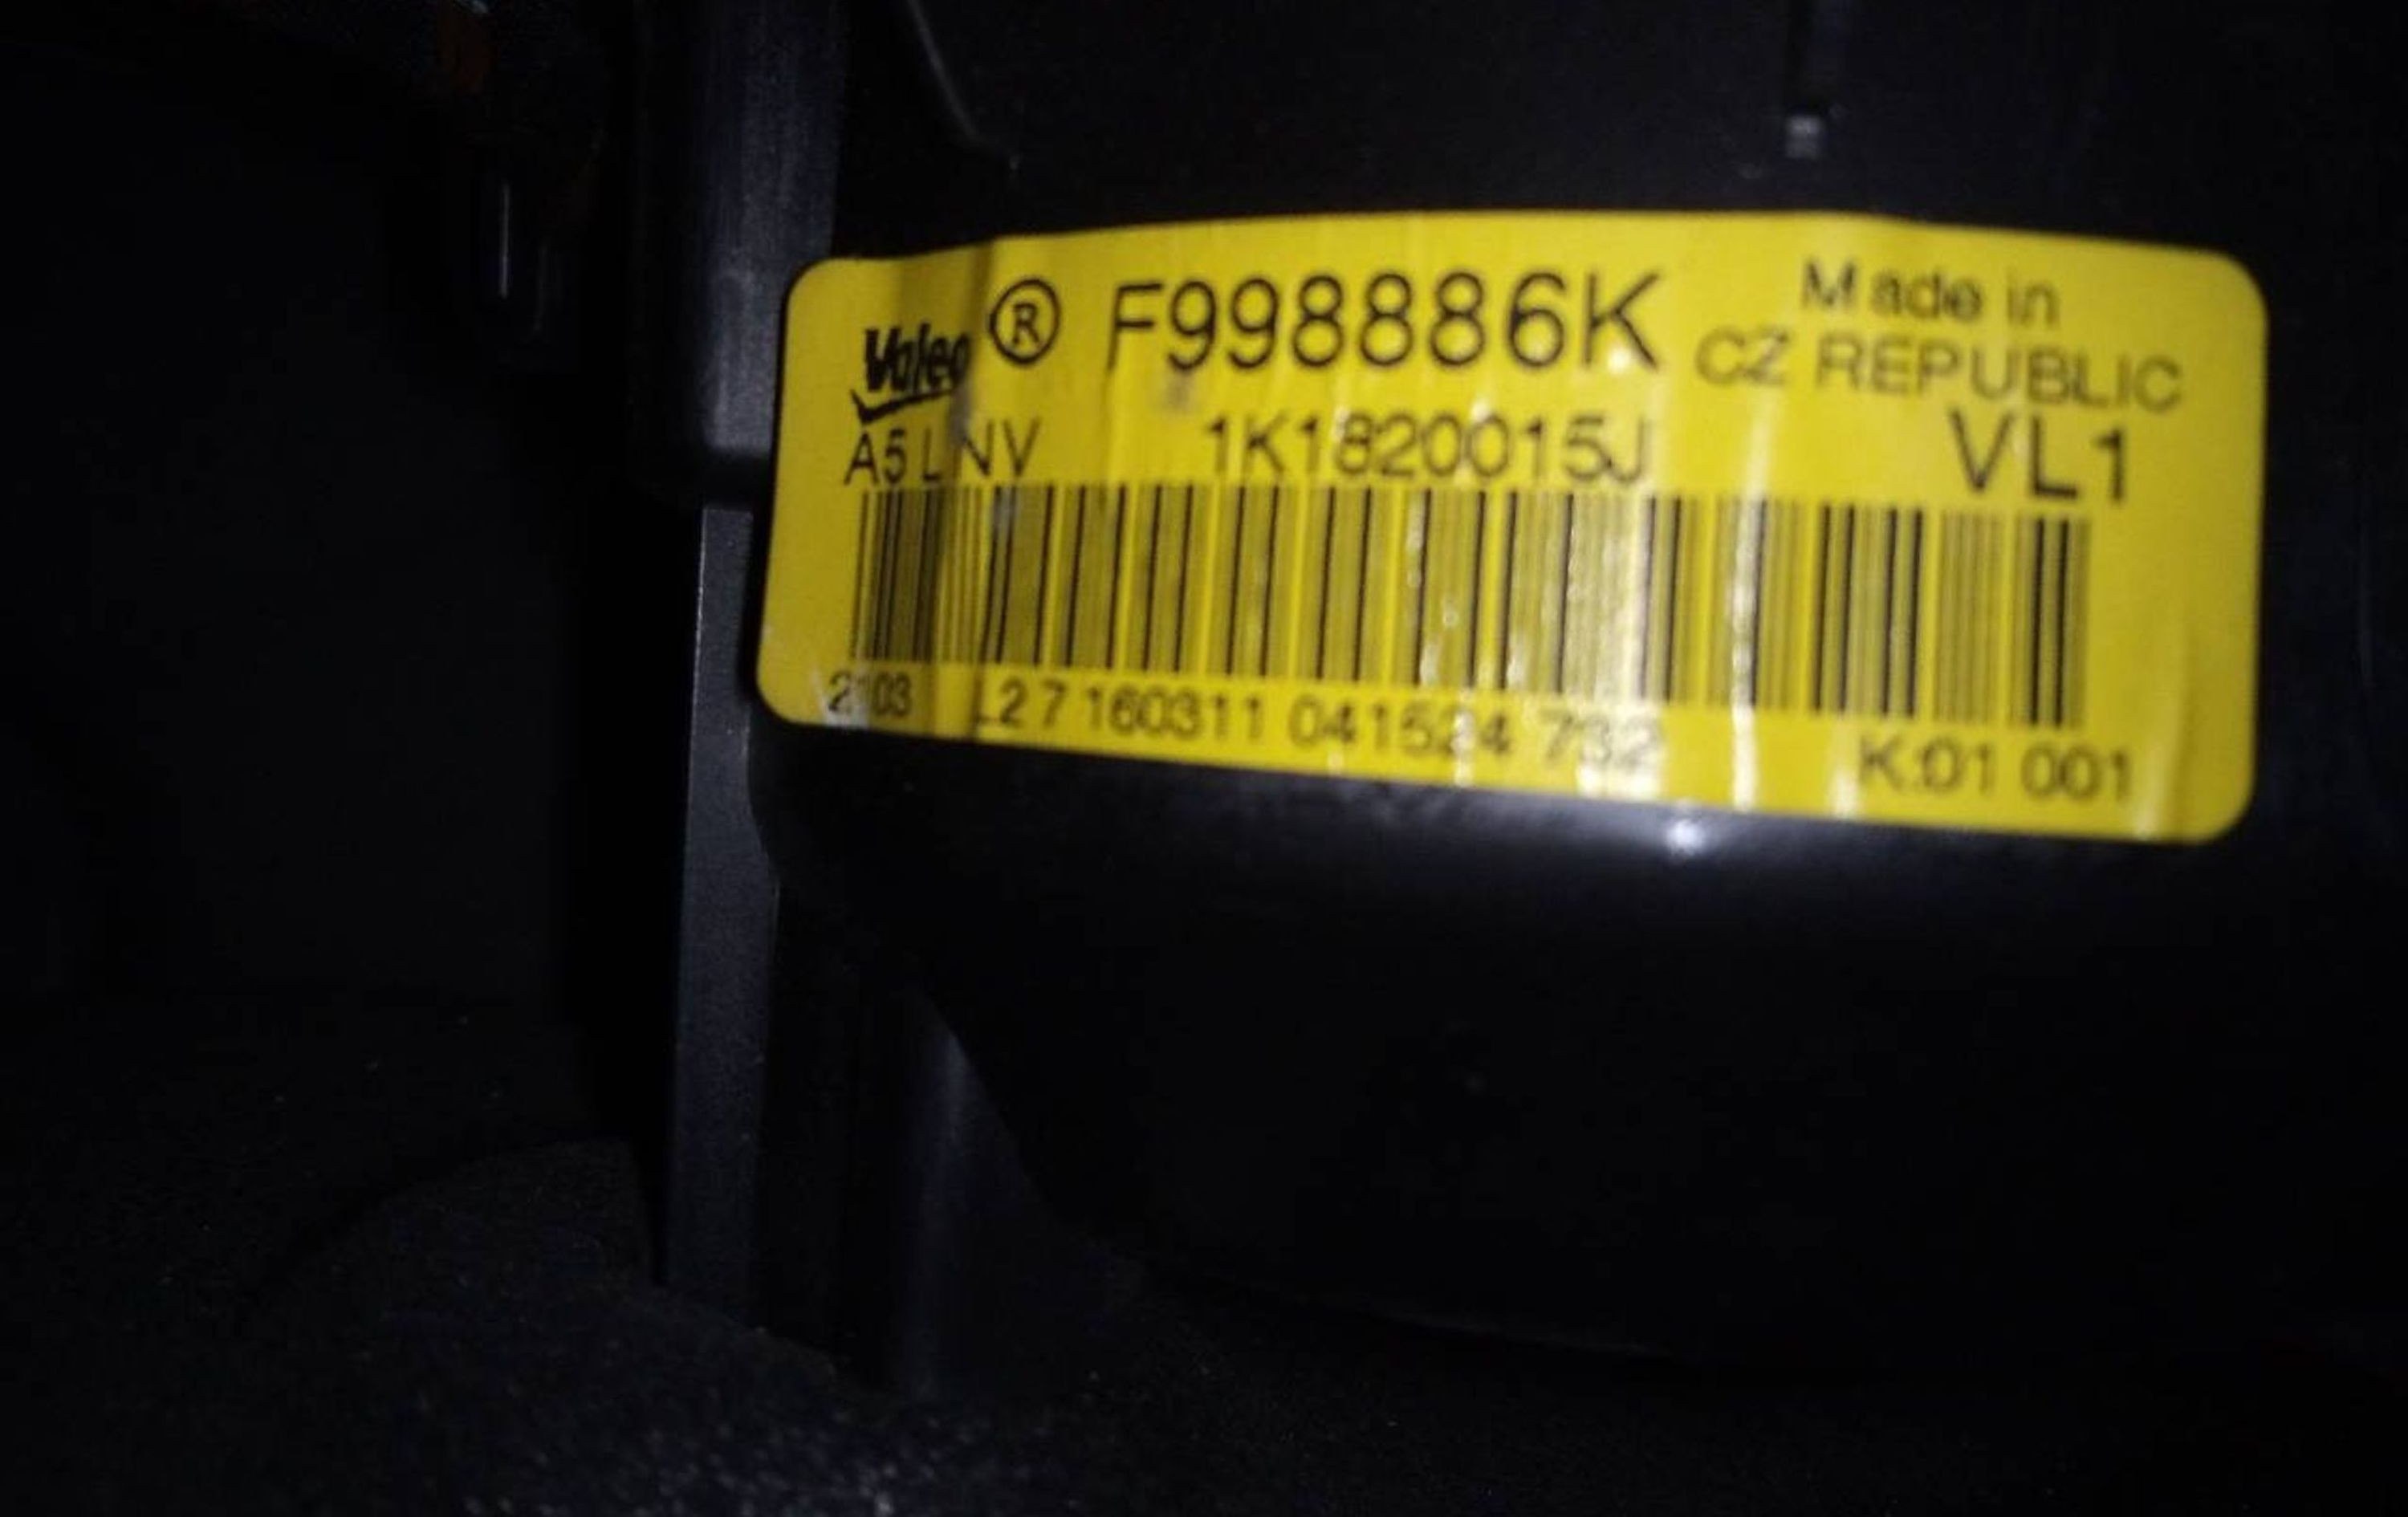 Valeo ® F998886K Made in
CZ REPUBLIC
A5 LNV 1K1820015J VL1
2103 L2 7 160311 041524 732 K:01 001